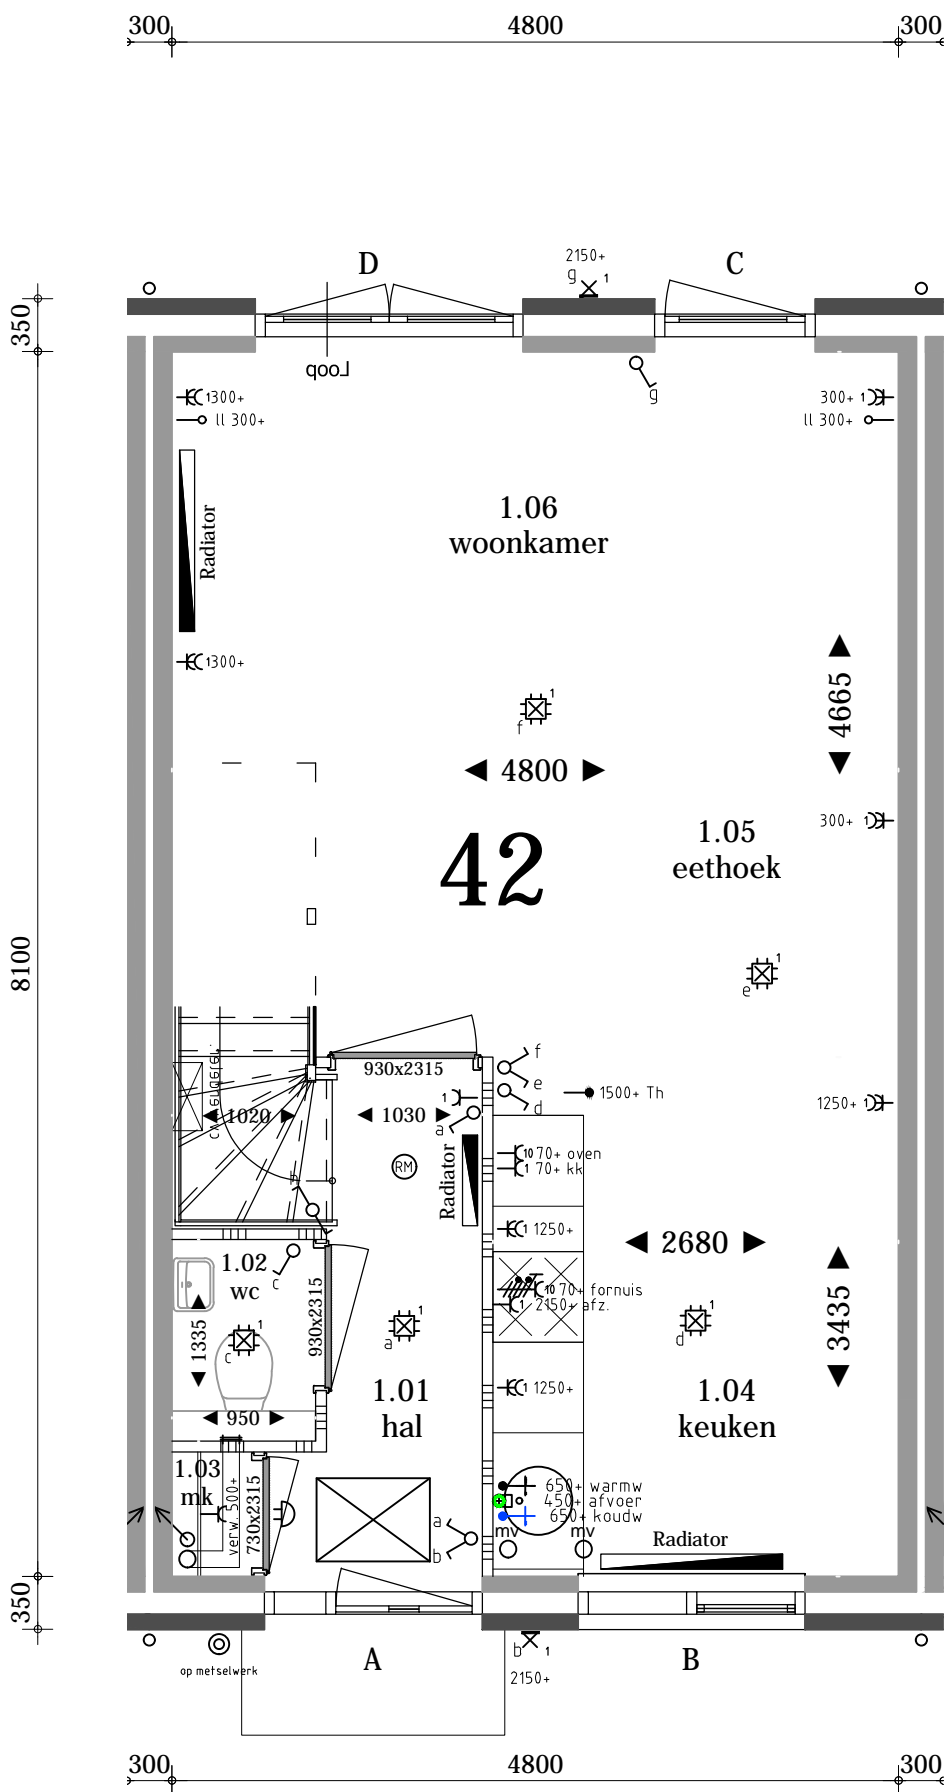 300
4800
300
D
2150+
g
1
C
350
Loop
g
1300+
ll 300+
300+ 1
ll 300+
1.06
woonkamer
Radiator
1300+
4665
1
f
4800
300+ 1
1.05
eethoek
42
8100
1
e
930x2315
f
e
d
1500+ Th
1250+ 1
1020
1030
1
a
Radiator
RM
10 70+ oven
1 70+ kk
1 1250+
2680
1.02
wc
c
930x2315
10 70+ fornuis
1 2150+ afz.
3435
1335
1
c
1
a
1
d
1 1250+
1.01
hal
1.04
keuken
950
1.03
mk
verw. 500+
730x2315
650+ warmw
450+ afvoer
650+ koudw
mv
mv
a
b
Radiator
350
op metselwerk
A
b
1
2150+
B
300
4800
300